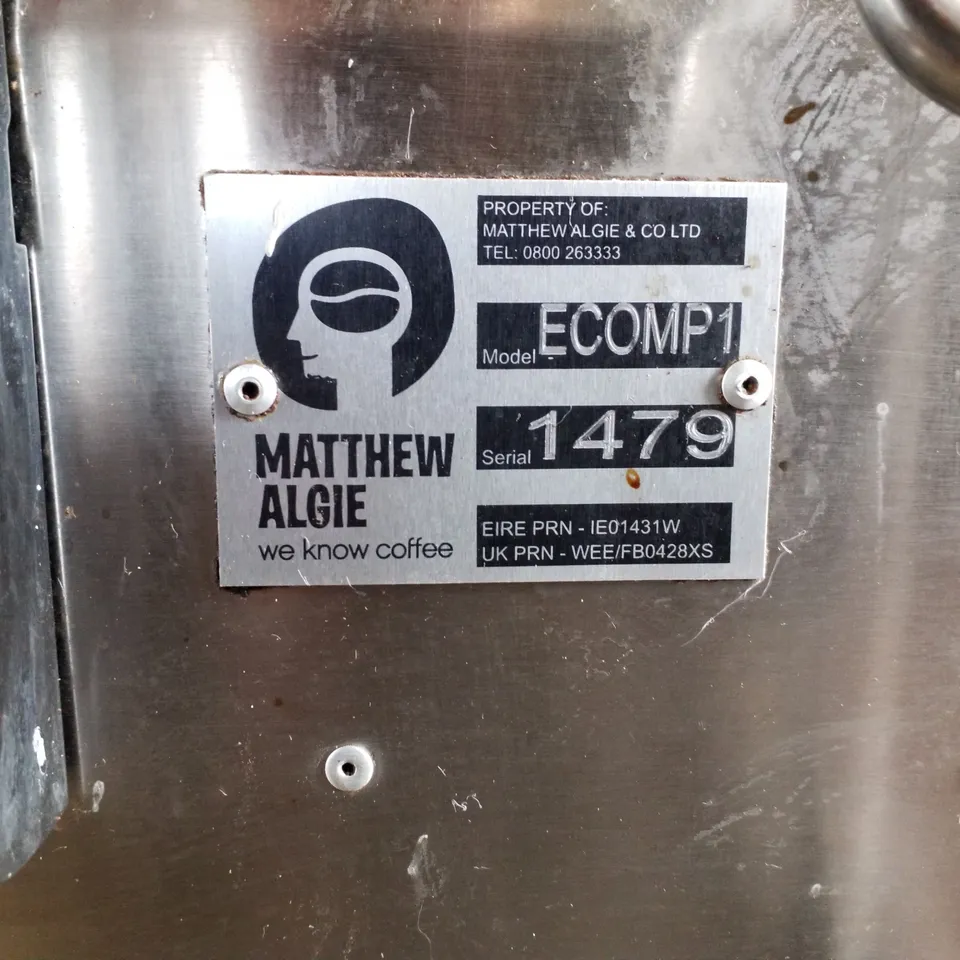 MATTHEW
ALGIE
we know coffee
PROPERTY OF:
MATTHEW ALGIE & CO LTD
TEL: 0800 263333
Model ECOMP1
Serial 1479
EIRE PRN - IE01431W
UK PRN - WEE/FB0428XS